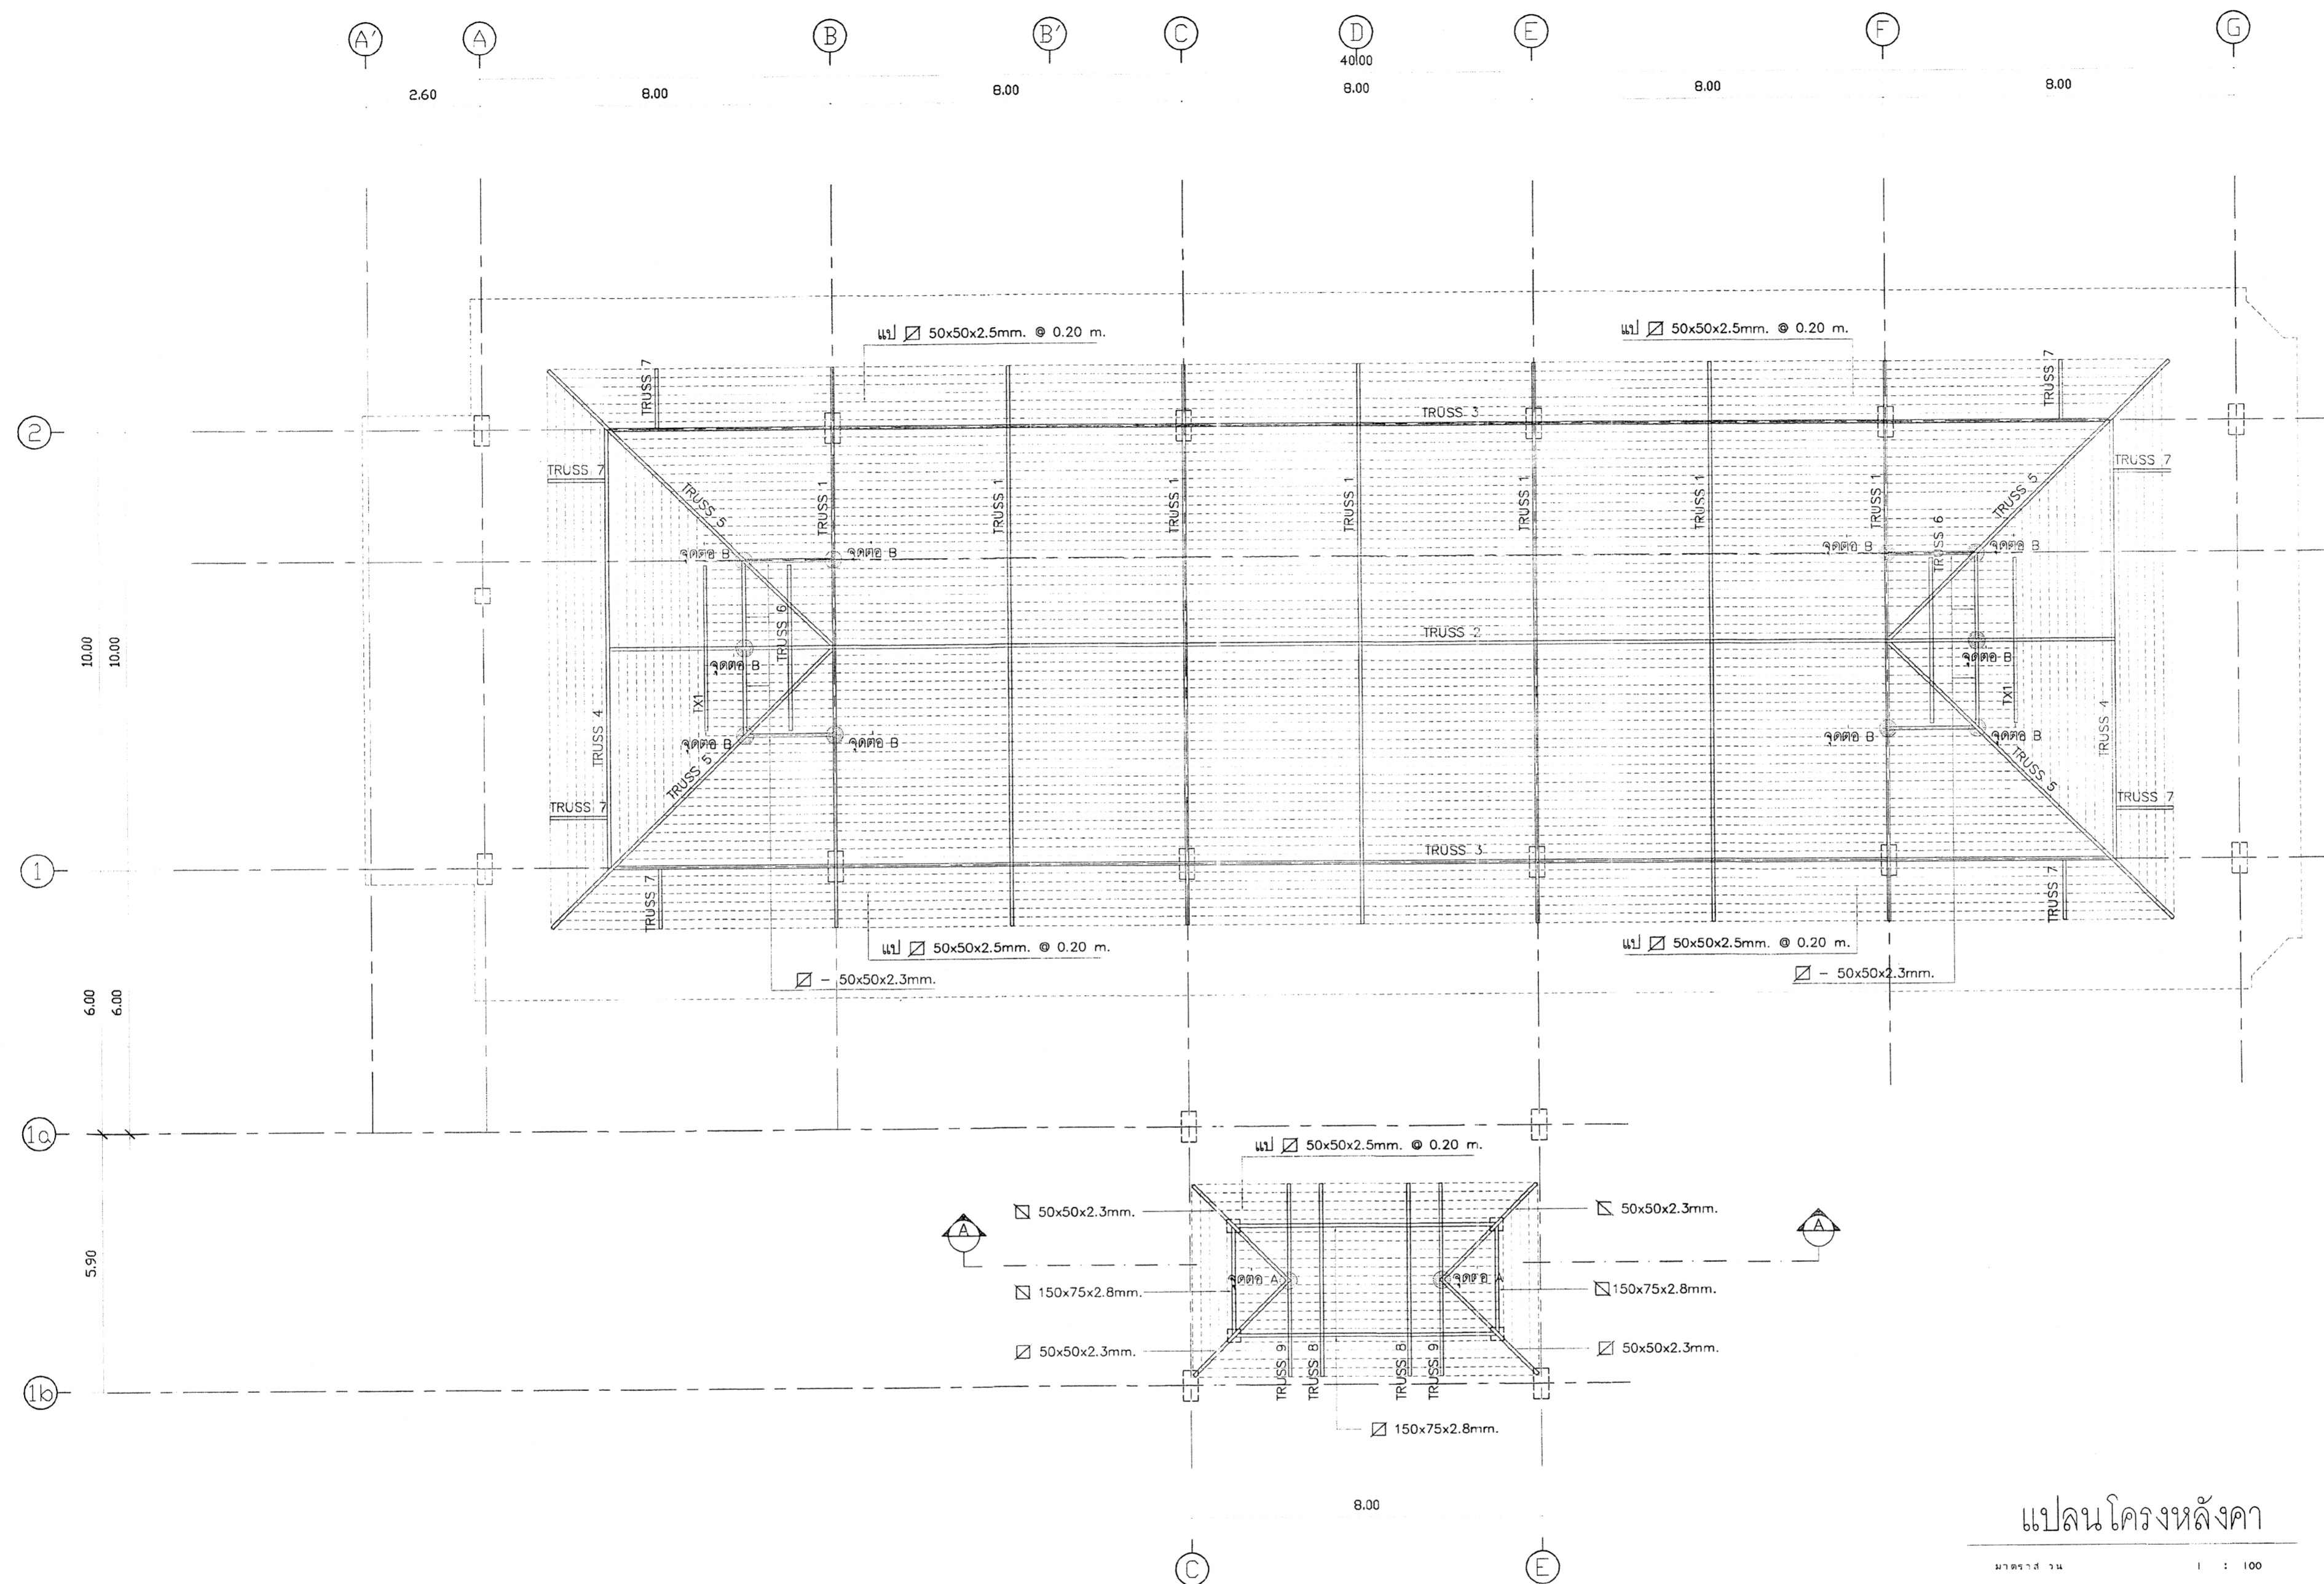 A' A B B' C D E F G
40.00
2.60 8.00 8.00 8.00 8.00 8.00
แป 50x50x2.5mm. @ 0.20 m.
แป 50x50x2.5mm. @ 0.20 m.
TRUSS 7
TRUSS 7
2
TRUSS 3
TRUSS 7
TRUSS 7
TRUSS 5
TRUSS 1
TRUSS 1
TRUSS 1
TRUSS 1
TRUSS 1
TRUSS 1
TRUSS 1
TRUSS 5
TRUSS 6
จุดต่อ B
จุดต่อ B
จุดต่อ B
จุดต่อ B
TRUSS 6
TRUSS 2
10.00
10.00
จุดต่อ B
จุดต่อ B
TX1
TX1
TRUSS 4
TRUSS 4
จุดต่อ B
จุดต่อ B
จุดต่อ B
จุดต่อ B
TRUSS 5
TRUSS 5
TRUSS 7
TRUSS 7
TRUSS 3
1
TRUSS 7
TRUSS 7
แป 50x50x2.5mm. @ 0.20 m.
แป 50x50x2.5mm. @ 0.20 m.
- 50x50x2.3mm.
- 50x50x2.3mm.
6.00
6.00
1a
แป 50x50x2.5mm. @ 0.20 m.
50x50x2.3mm.
50x50x2.3mm.
A
A
5.90
จุดต่อ A
จุดต่อ A
150x75x2.8mm.
150x75x2.8mm.
50x50x2.3mm.
50x50x2.3mm.
TRUSS 9
TRUSS 8
TRUSS 8
TRUSS 9
1b
150x75x2.8mm.
8.00
C E
แปลนโครงหลังคา
มาตราส่วน 1 : 100